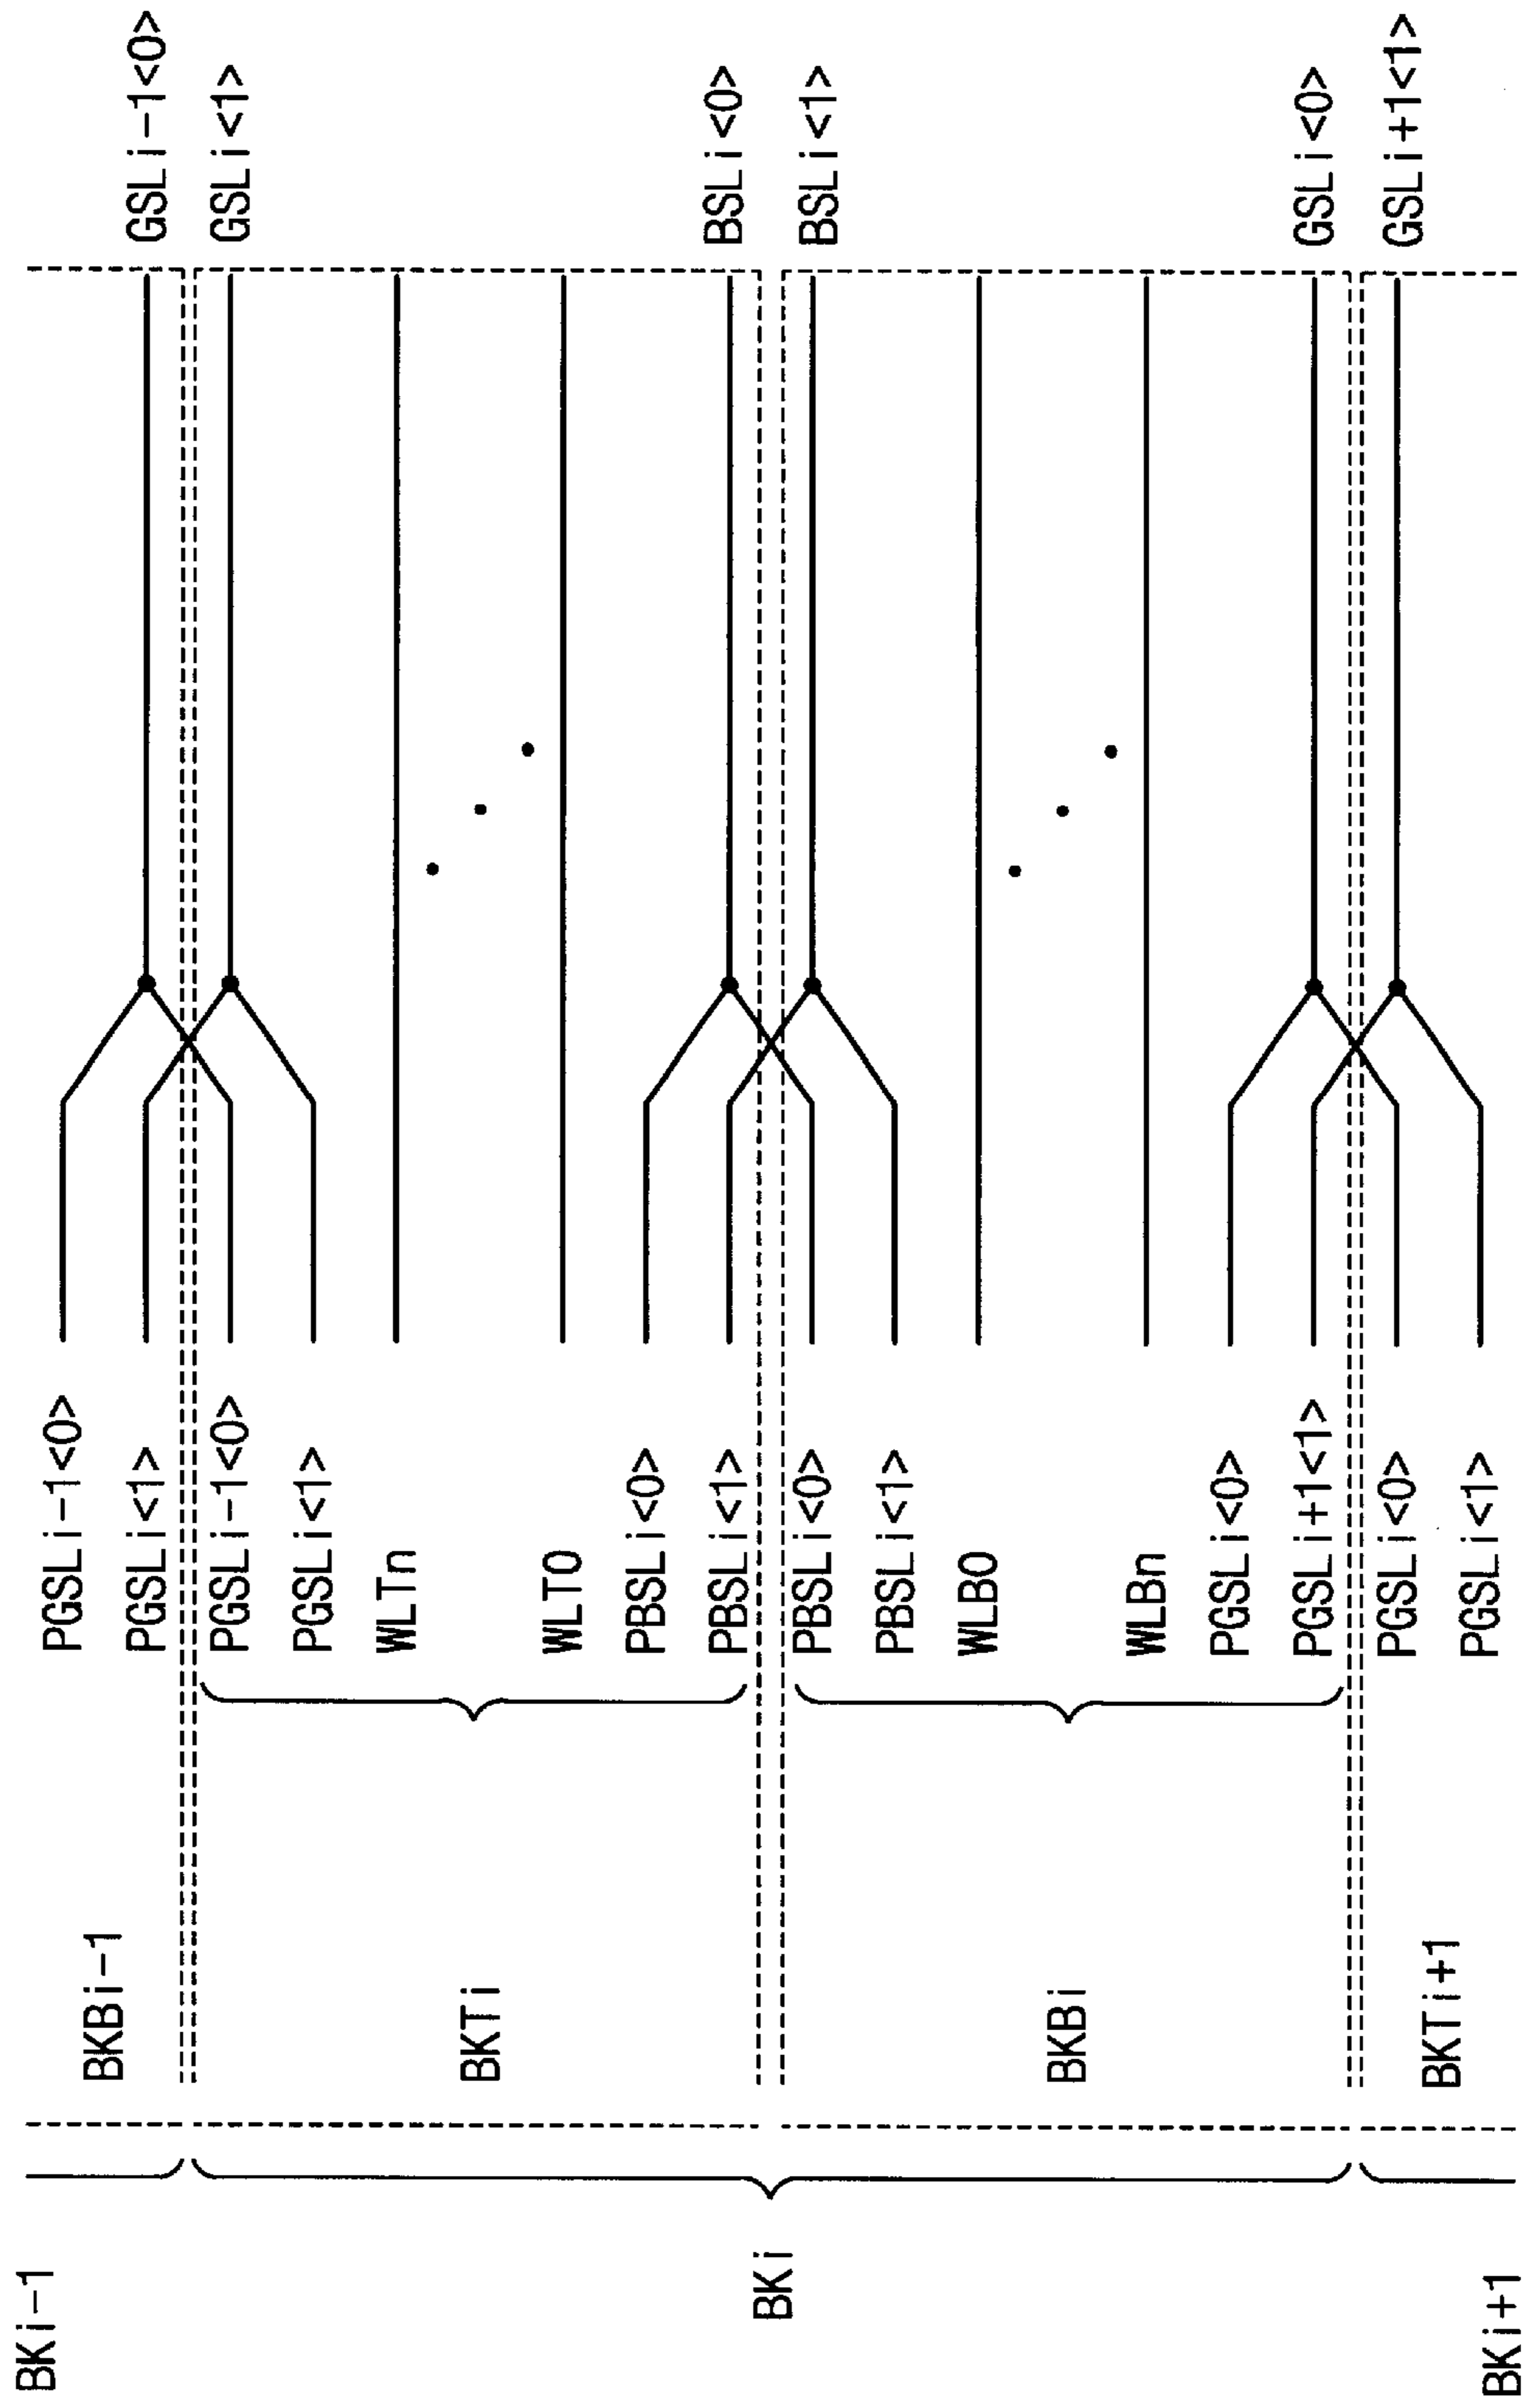 BKi-1
BKi
BKi+1
BKBi-1
BKTi
BKBi
BKTi+1
PGSLi-1<0>
PGSLi<1>
PGSLi-1<0>
PGSLi<1>
WLTn
WLT0
PBSLi<0>
PBSLi<1>
PBSLi<0>
PBSLi<1>
WLB0
WLBn
PGSLi<0>
PGSLi+1<1>
PGSLi<0>
PGSLi<1>
GSLi-1<0>
GSLi<1>
BSLi<0>
BSLi<1>
GSLi<0>
GSLi+1<1>